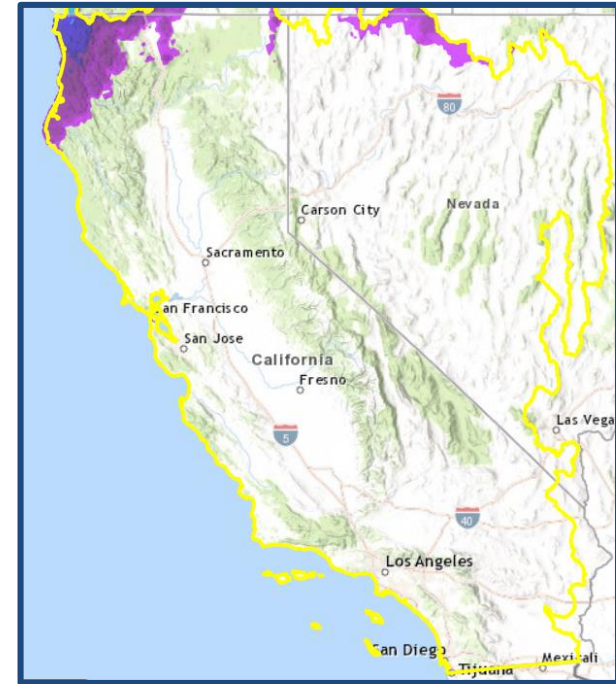 80
Nevada
Carson City
Sacramento
an Francisco
San Jose
California
Fresno
5
Las Vega
40
Los Angeles
San Diego
Mexicali
Tijuana